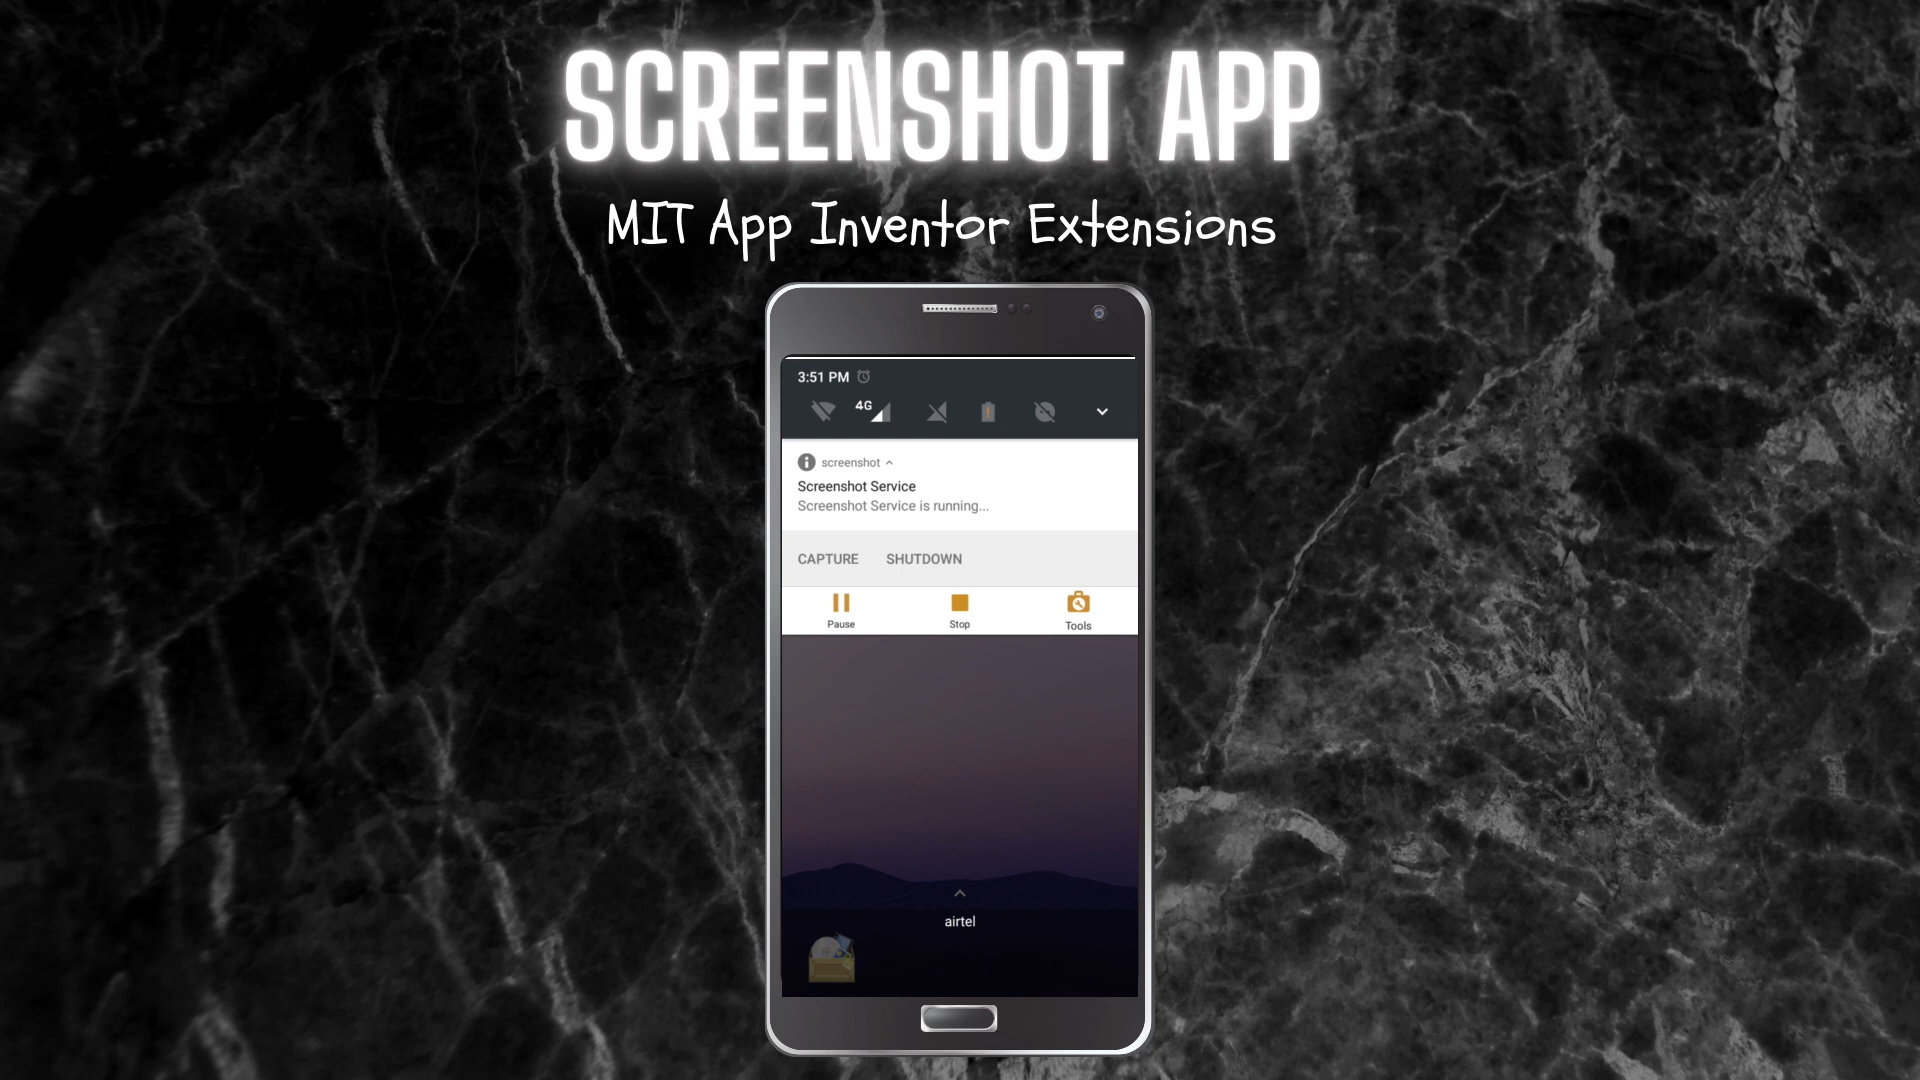 SCREENSHOT APP
MIT App Inventor Extensions
3:51 PM
4G
screenshot
Screenshot Service
Screenshot Service is running...
CAPTURE SHUTDOWN
Pause Stop Tools
airtel